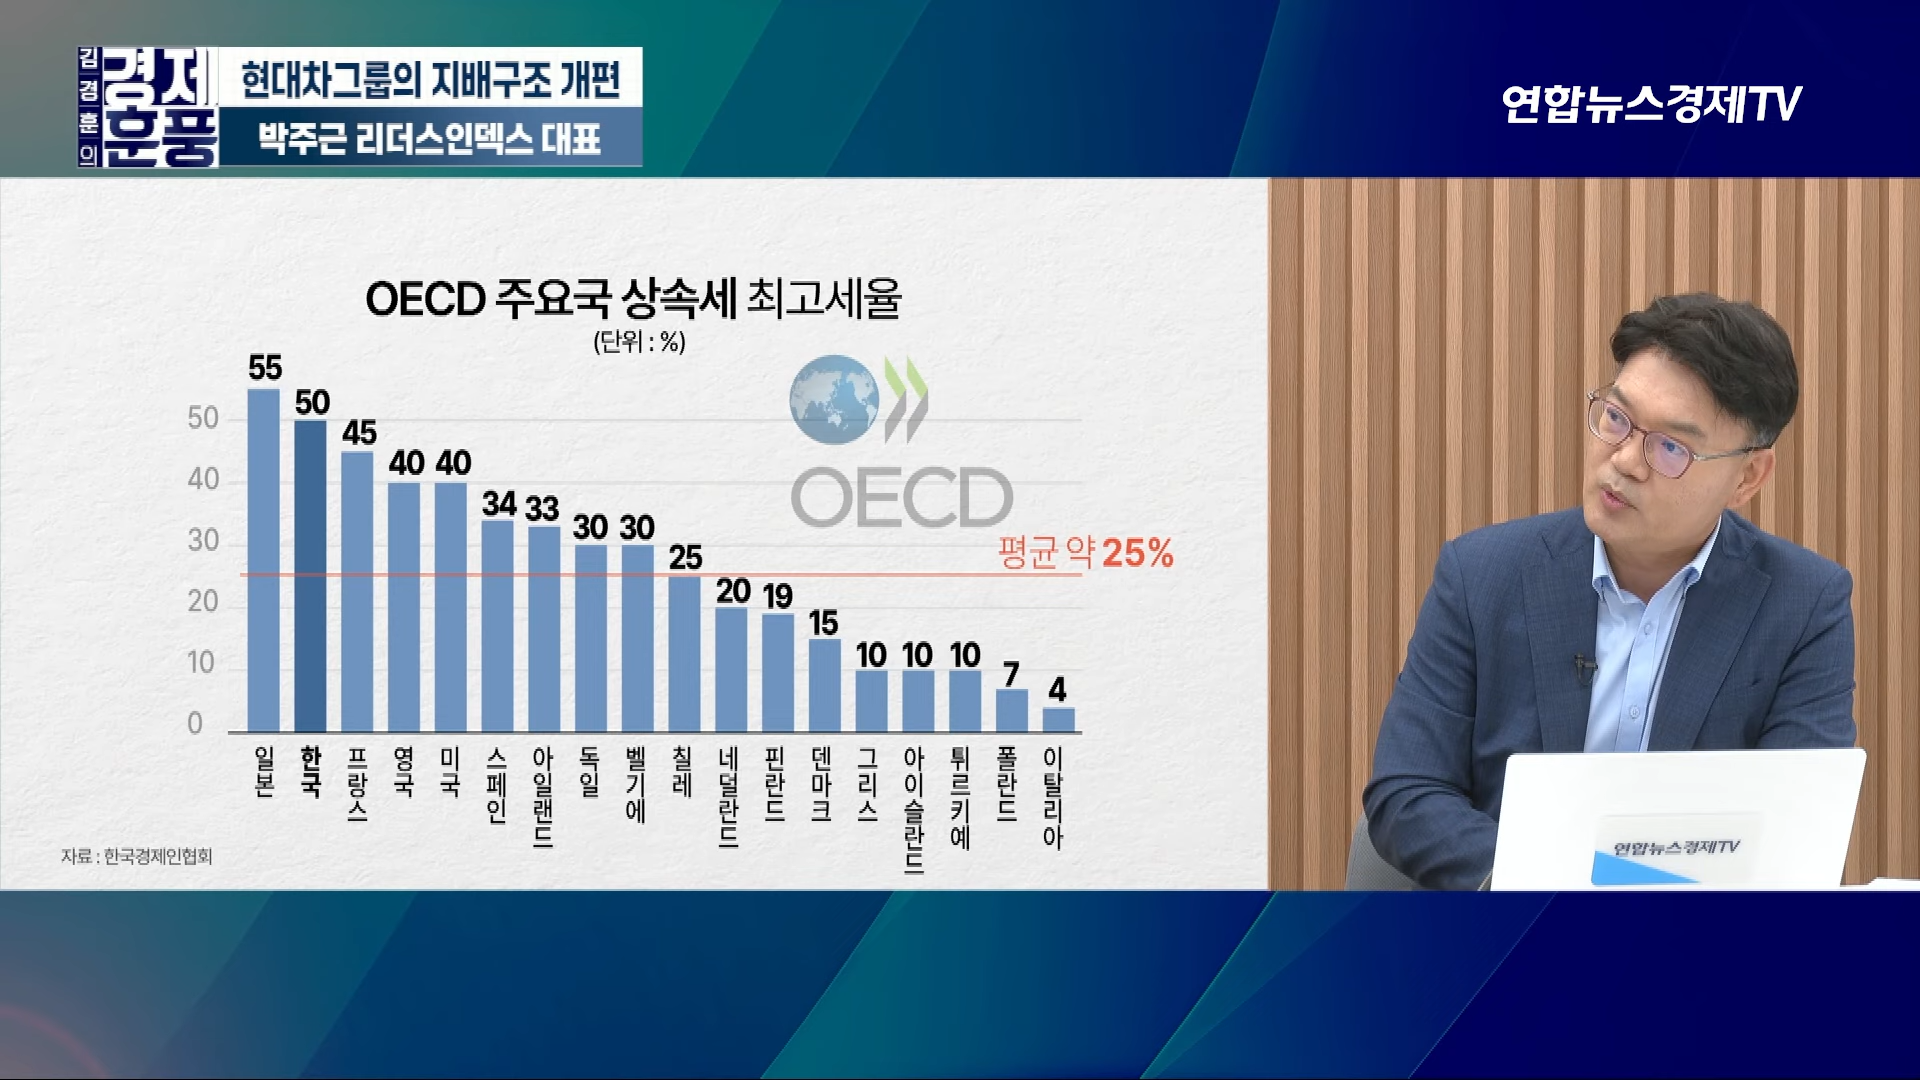 김경훈의
경제
훈풍
현대차그룹의 지배구조 개편
박주근 리더스인덱스 대표
연합뉴스경제TV
OECD 주요국 상속세 최고세율
(단위 : %)
OECD
평균 약 25%
50
40
30
20
10
0
55
50
45
40
40
34
33
30
30
25
20
19
15
10
10
10
7
4
일본
한국
프랑스
영국
미국
스페인
아일랜드
독일
벨기에
칠레
네덜란드
핀란드
덴마크
그리스
아이슬란드
튀르키예
폴란드
이탈리아
자료 : 한국경제인협회
연합뉴스경제TV